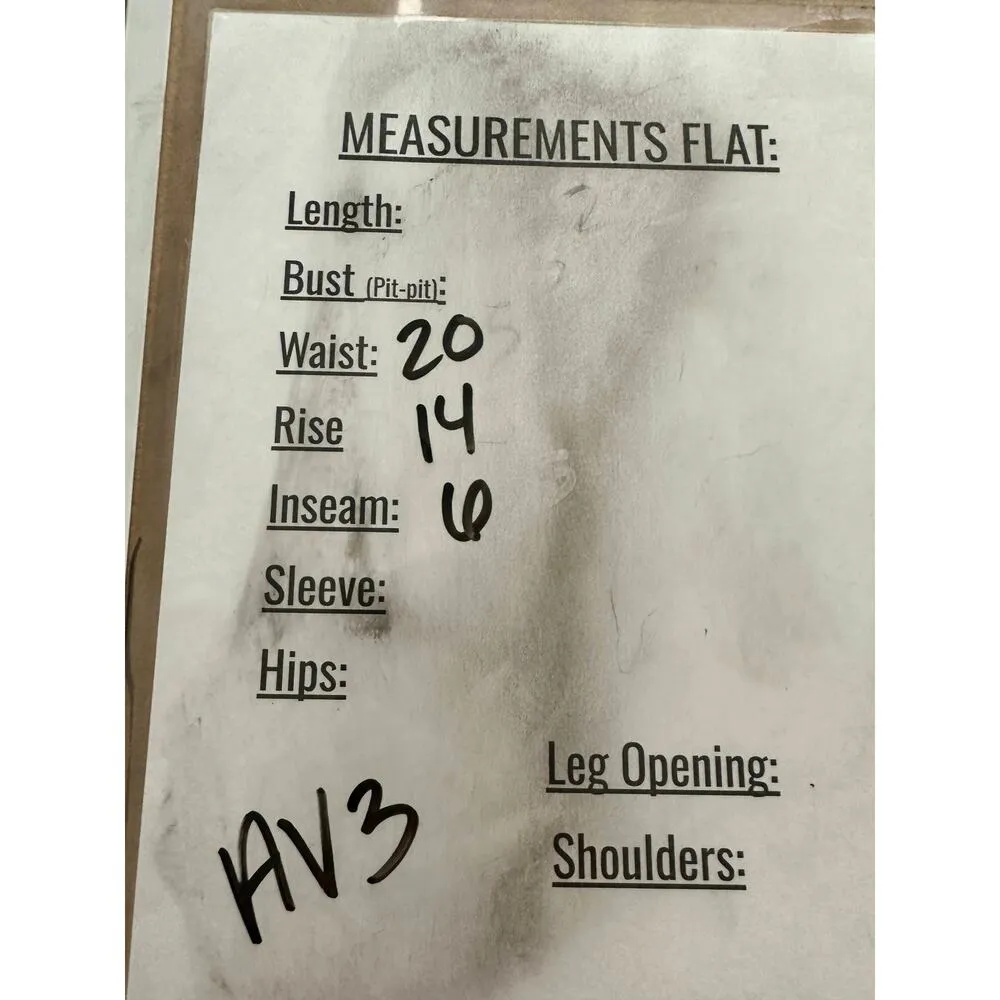 MEASUREMENTS FLAT:
Length:
Bust (Pit-pit):
Waist: 20
Rise 14
Inseam: 6
Sleeve:
Hips:
Leg Opening:
AV3
Shoulders: